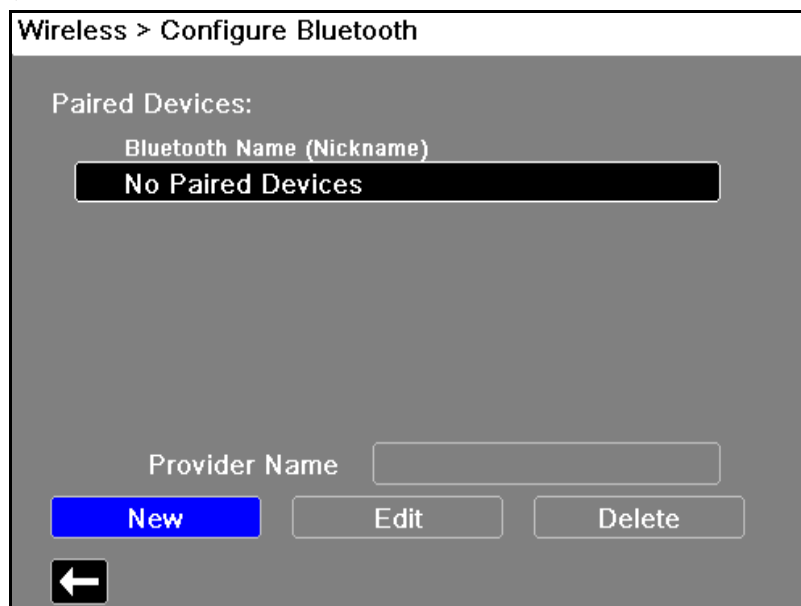 Wireless > Configure Bluetooth
Paired Devices:
Bluetooth Name (Nickname)
No Paired Devices
Provider Name
New Edit Delete